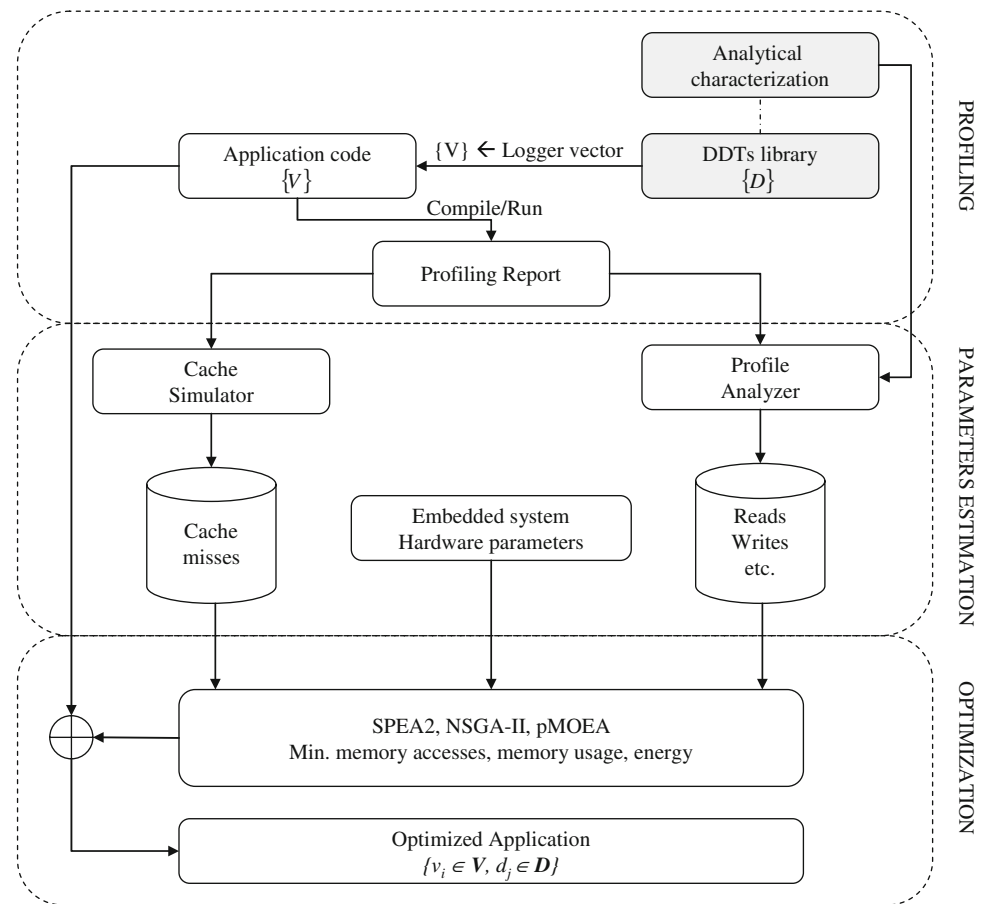 Analytical
characterization
PROFILING
Application code
{V}
{V} ← Logger vector
DDTs library
{D}
Compile/Run
Profiling Report
PARAMETERS ESTIMATION
Cache
Simulator
Profile
Analyzer
Cache
misses
Embedded system
Hardware parameters
Reads
Writes
etc.
OPTIMIZATION
SPEA2, NSGA-II, pMOEA
Min. memory accesses, memory usage, energy
Optimized Application
{vᵢ ∈ V, dⱼ ∈ D}